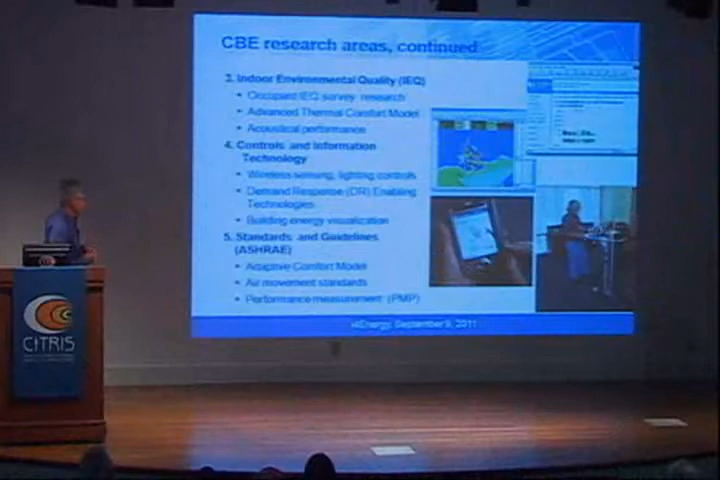 CBE research areas, continued
3. Indoor Environmental Quality (IEQ)
• Occupant IEQ survey research
• Advanced Thermal Comfort Model
• Acoustical performance
4. Controls and Information
Technology
• Wireless sensing, lighting controls
• Demand Response (DR) Enabling
Technologies
• Building energy visualization
5. Standards and Guidelines
(ASHRAE)
• Adaptive Comfort Model
• Air movement standards
• Performance measurement (PMP)
i4Energy, September 9, 2011
CITRIS